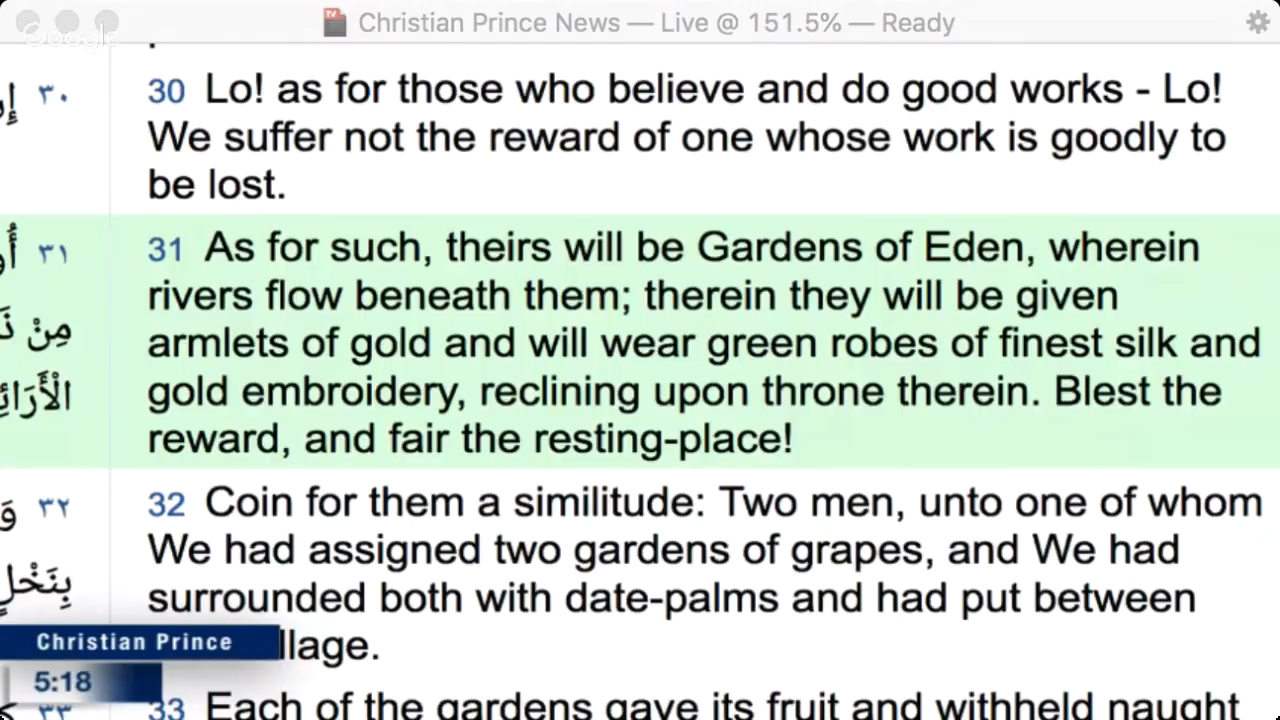 Google
Christian Prince News — Live @ 151.5% — Ready
٣٠
30 Lo! as for those who believe and do good works - Lo!
We suffer not the reward of one whose work is goodly to
be lost.
٣١
31 As for such, theirs will be Gardens of Eden, wherein
rivers flow beneath them; therein they will be given
مِنْ
armlets of gold and will wear green robes of finest silk and
gold embroidery, reclining upon throne therein. Blest the
reward, and fair the resting-place!
٣٢
32 Coin for them a similitude: Two men, unto one of whom
We had assigned two gardens of grapes, and We had
surrounded both with date-palms and had put between
llage.
Christian Prince
5:18
٣٣
33 Each of the gardens gave its fruit and withheld naught